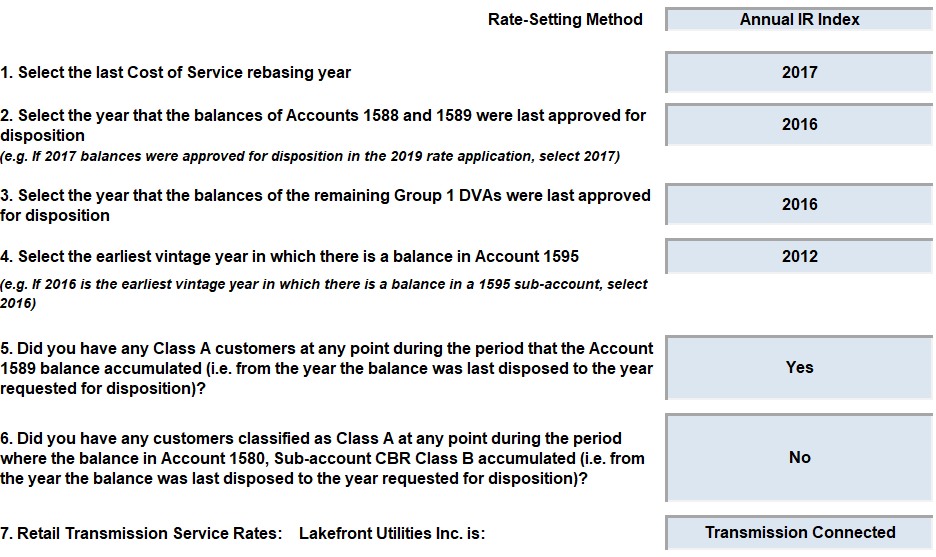 Rate-Setting Method Annual IR Index
1. Select the last Cost of Service rebasing year 2017
2. Select the year that the balances of Accounts 1588 and 1589 were last approved for
disposition
2016
(e.g. If 2017 balances were approved for disposition in the 2019 rate application, select 2017)
3. Select the year that the balances of the remaining Group 1 DVAs were last approved
for disposition
2016
4. Select the earliest vintage year in which there is a balance in Account 1595 2012
(e.g. If 2016 is the earliest vintage year in which there is a balance in a 1595 sub-account, select
2016)
5. Did you have any Class A customers at any point during the period that the Account
1589 balance accumulated (i.e. from the year the balance was last disposed to the year
requested for disposition)?
Yes
6. Did you have any customers classified as Class A at any point during the period
where the balance in Account 1580, Sub-account CBR Class B accumulated (i.e. from
the year the balance was last disposed to the year requested for disposition)?
No
7. Retail Transmission Service Rates: Lakefront Utilities Inc. is: Transmission Connected